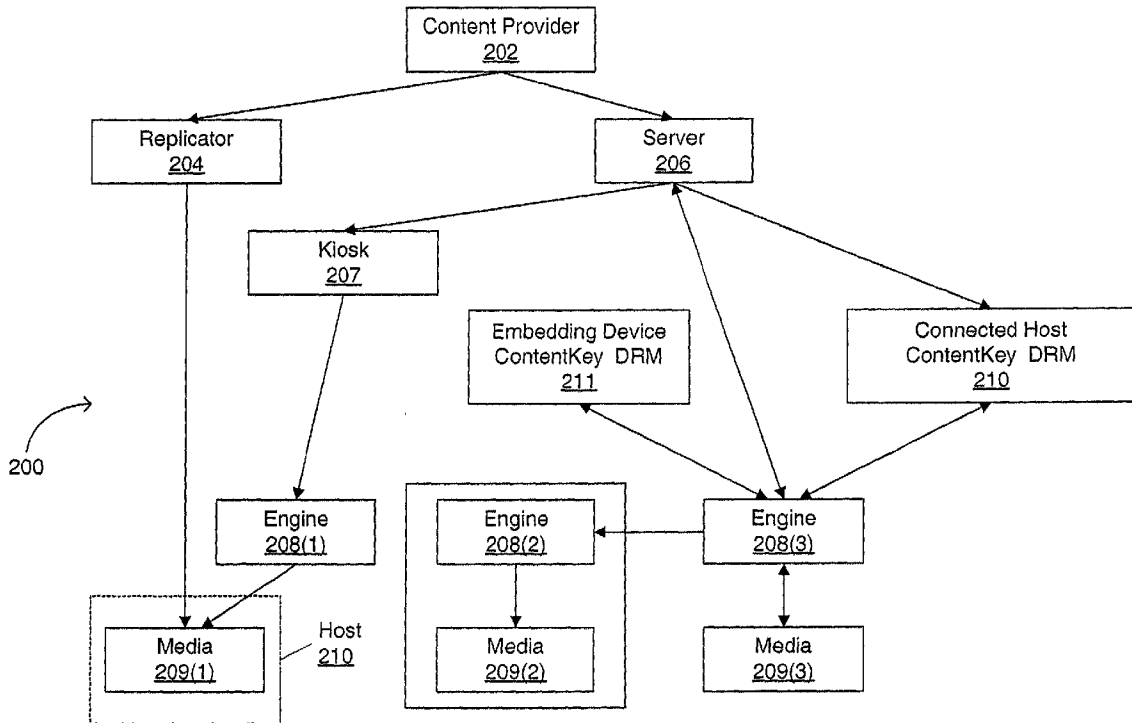 Content Provider
202
Replicator
204
Server
206
Kiosk
207
Embedding Device
ContentKey DRM
211
Connected Host
ContentKey DRM
210
200
Engine
208(1)
Engine
208(2)
Engine
208(3)
Media
209(1)
Host
210
Media
209(2)
Media
209(3)